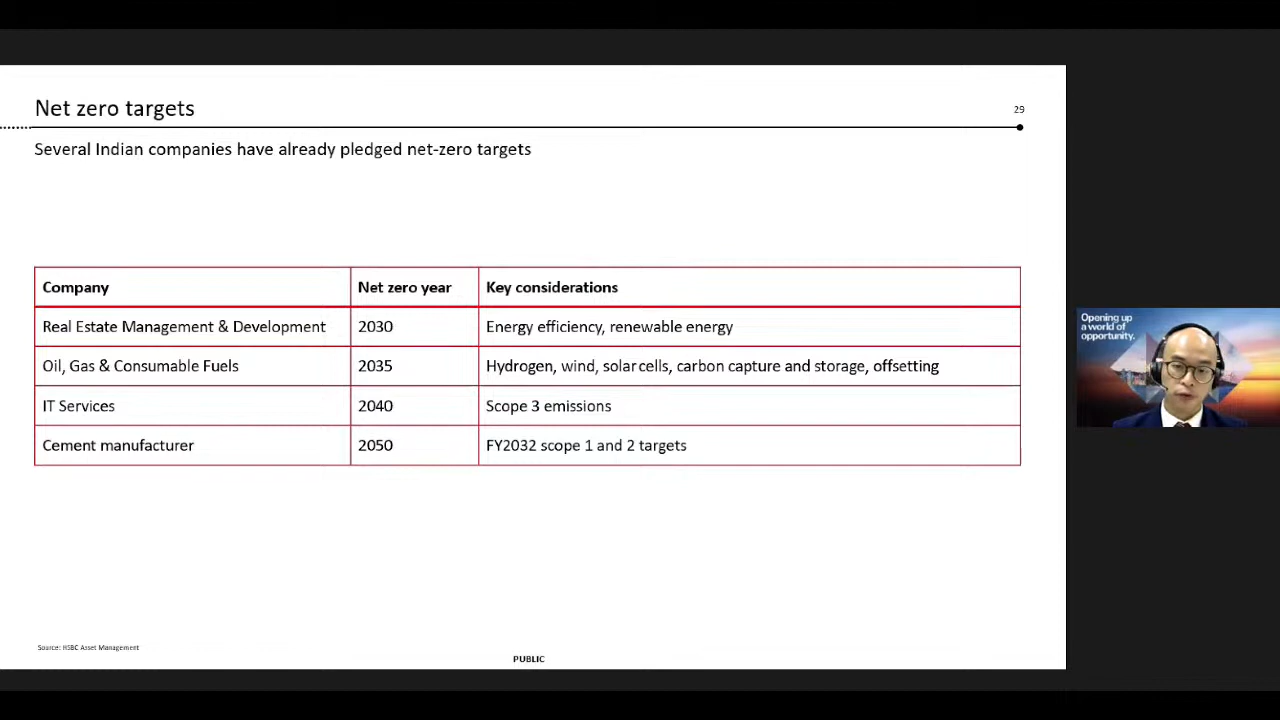 Net zero targets
29
Several Indian companies have already pledged net-zero targets
Company Net zero year Key considerations
Real Estate Management & Development 2030 Energy efficiency, renewable energy
Oil, Gas & Consumable Fuels 2035 Hydrogen, wind, solar cells, carbon capture and storage, offsetting
IT Services 2040 Scope 3 emissions
Cement manufacturer 2050 FY2032 scope 1 and 2 targets
Opening up
a world of
opportunity.
Source: HSBC Asset Management
PUBLIC